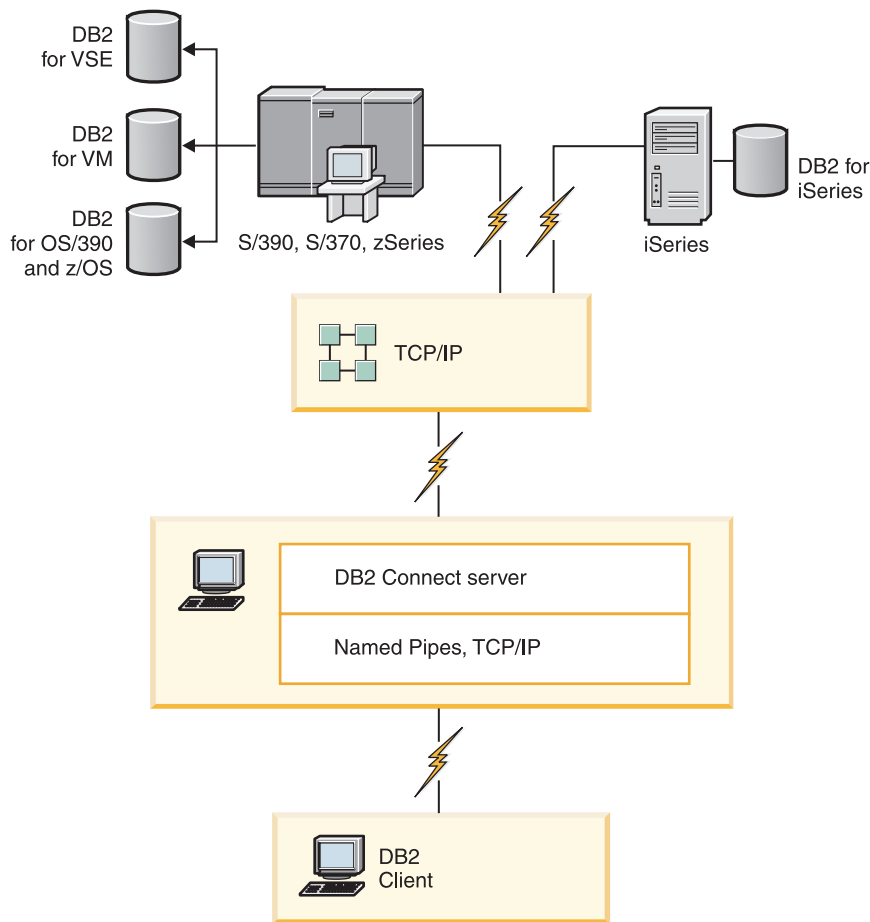 DB2
for VSE
DB2
for VM
DB2
for OS/390
and z/OS
S/390, S/370, zSeries
iSeries
DB2 for
iSeries
TCP/IP
DB2 Connect server
Named Pipes, TCP/IP
DB2
Client